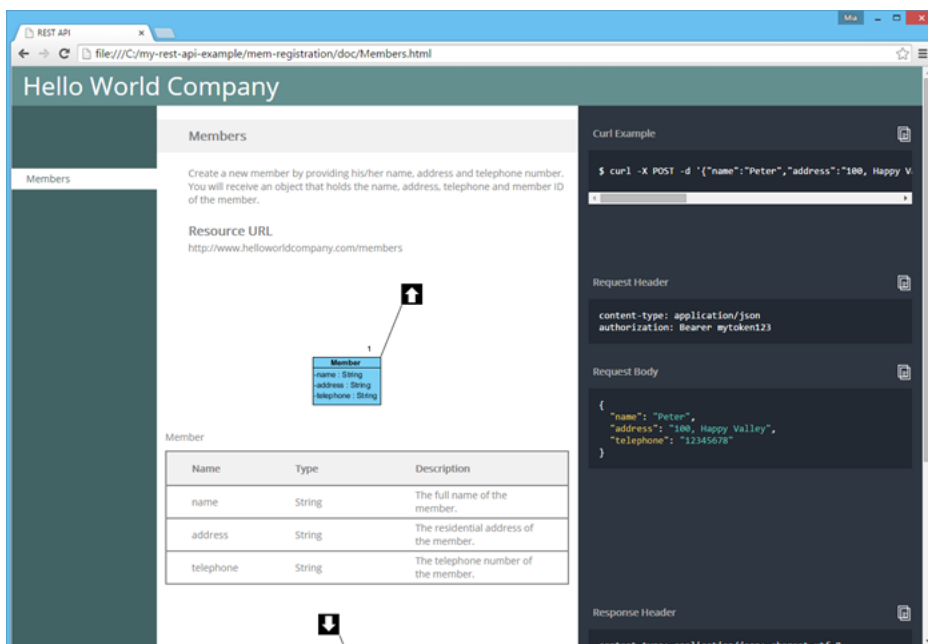 Mia
REST API
file:///C:/my-rest-api-example/mem-registration/doc/Members.html
Hello World Company
Members
Members
Create a new member by providing his/her name, address and telephone number.
You will receive an object that holds the name, address, telephone and member ID
of the member.
Resource URL
http://www.helloworldcompany.com/members
1
Member
-name : String
-address : String
-telephone : String
Member
Name Type Description
name String The full name of the
member.
address String The residential address of
the member.
telephone String The telephone number of
the member.
Curl Example
$ curl -X POST -d '{"name":"Peter","address":"100, Happy V
Request Header
content-type: application/json
authorization: Bearer mytoken123
Request Body
{
"name": "Peter",
"address": "100, Happy Valley",
"telephone": "12345678"
}
Response Header